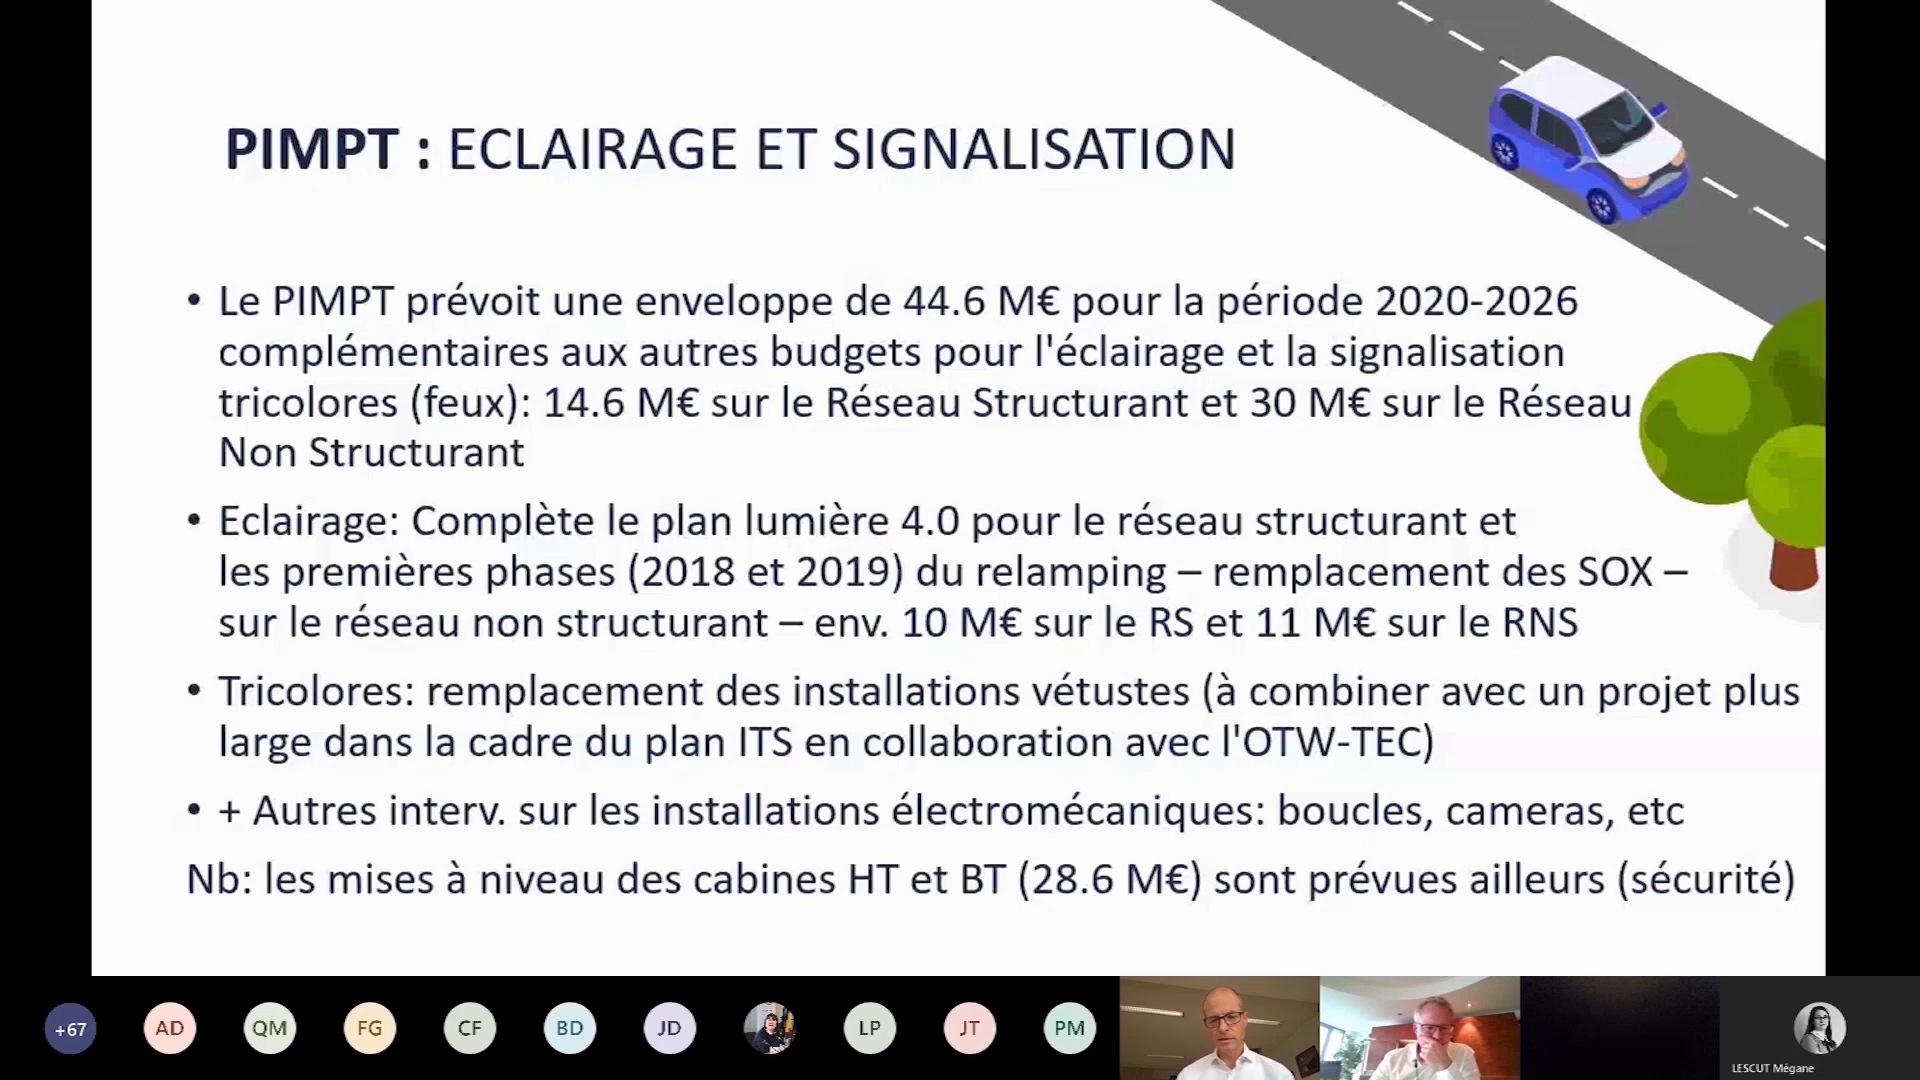 PIMPT : ECLAIRAGE ET SIGNALISATION
• Le PIMPT prévoit une enveloppe de 44.6 M€ pour la période 2020-2026
complémentaires aux autres budgets pour l'éclairage et la signalisation
tricolores (feux): 14.6 M€ sur le Réseau Structurant et 30 M€ sur le Réseau
Non Structurant
• Eclairage: Complète le plan lumière 4.0 pour le réseau structurant et
les premières phases (2018 et 2019) du relamping – remplacement des SOX –
sur le réseau non structurant – env. 10 M€ sur le RS et 11 M€ sur le RNS
• Tricolores: remplacement des installations vétustes (à combiner avec un projet plus
large dans la cadre du plan ITS en collaboration avec l'OTW-TEC)
• + Autres interv. sur les installations électromécaniques: boucles, cameras, etc
Nb: les mises à niveau des cabines HT et BT (28.6 M€) sont prévues ailleurs (sécurité)
+67 AD QM FG CF BD JD LP JT PM
LESCUT Mégane